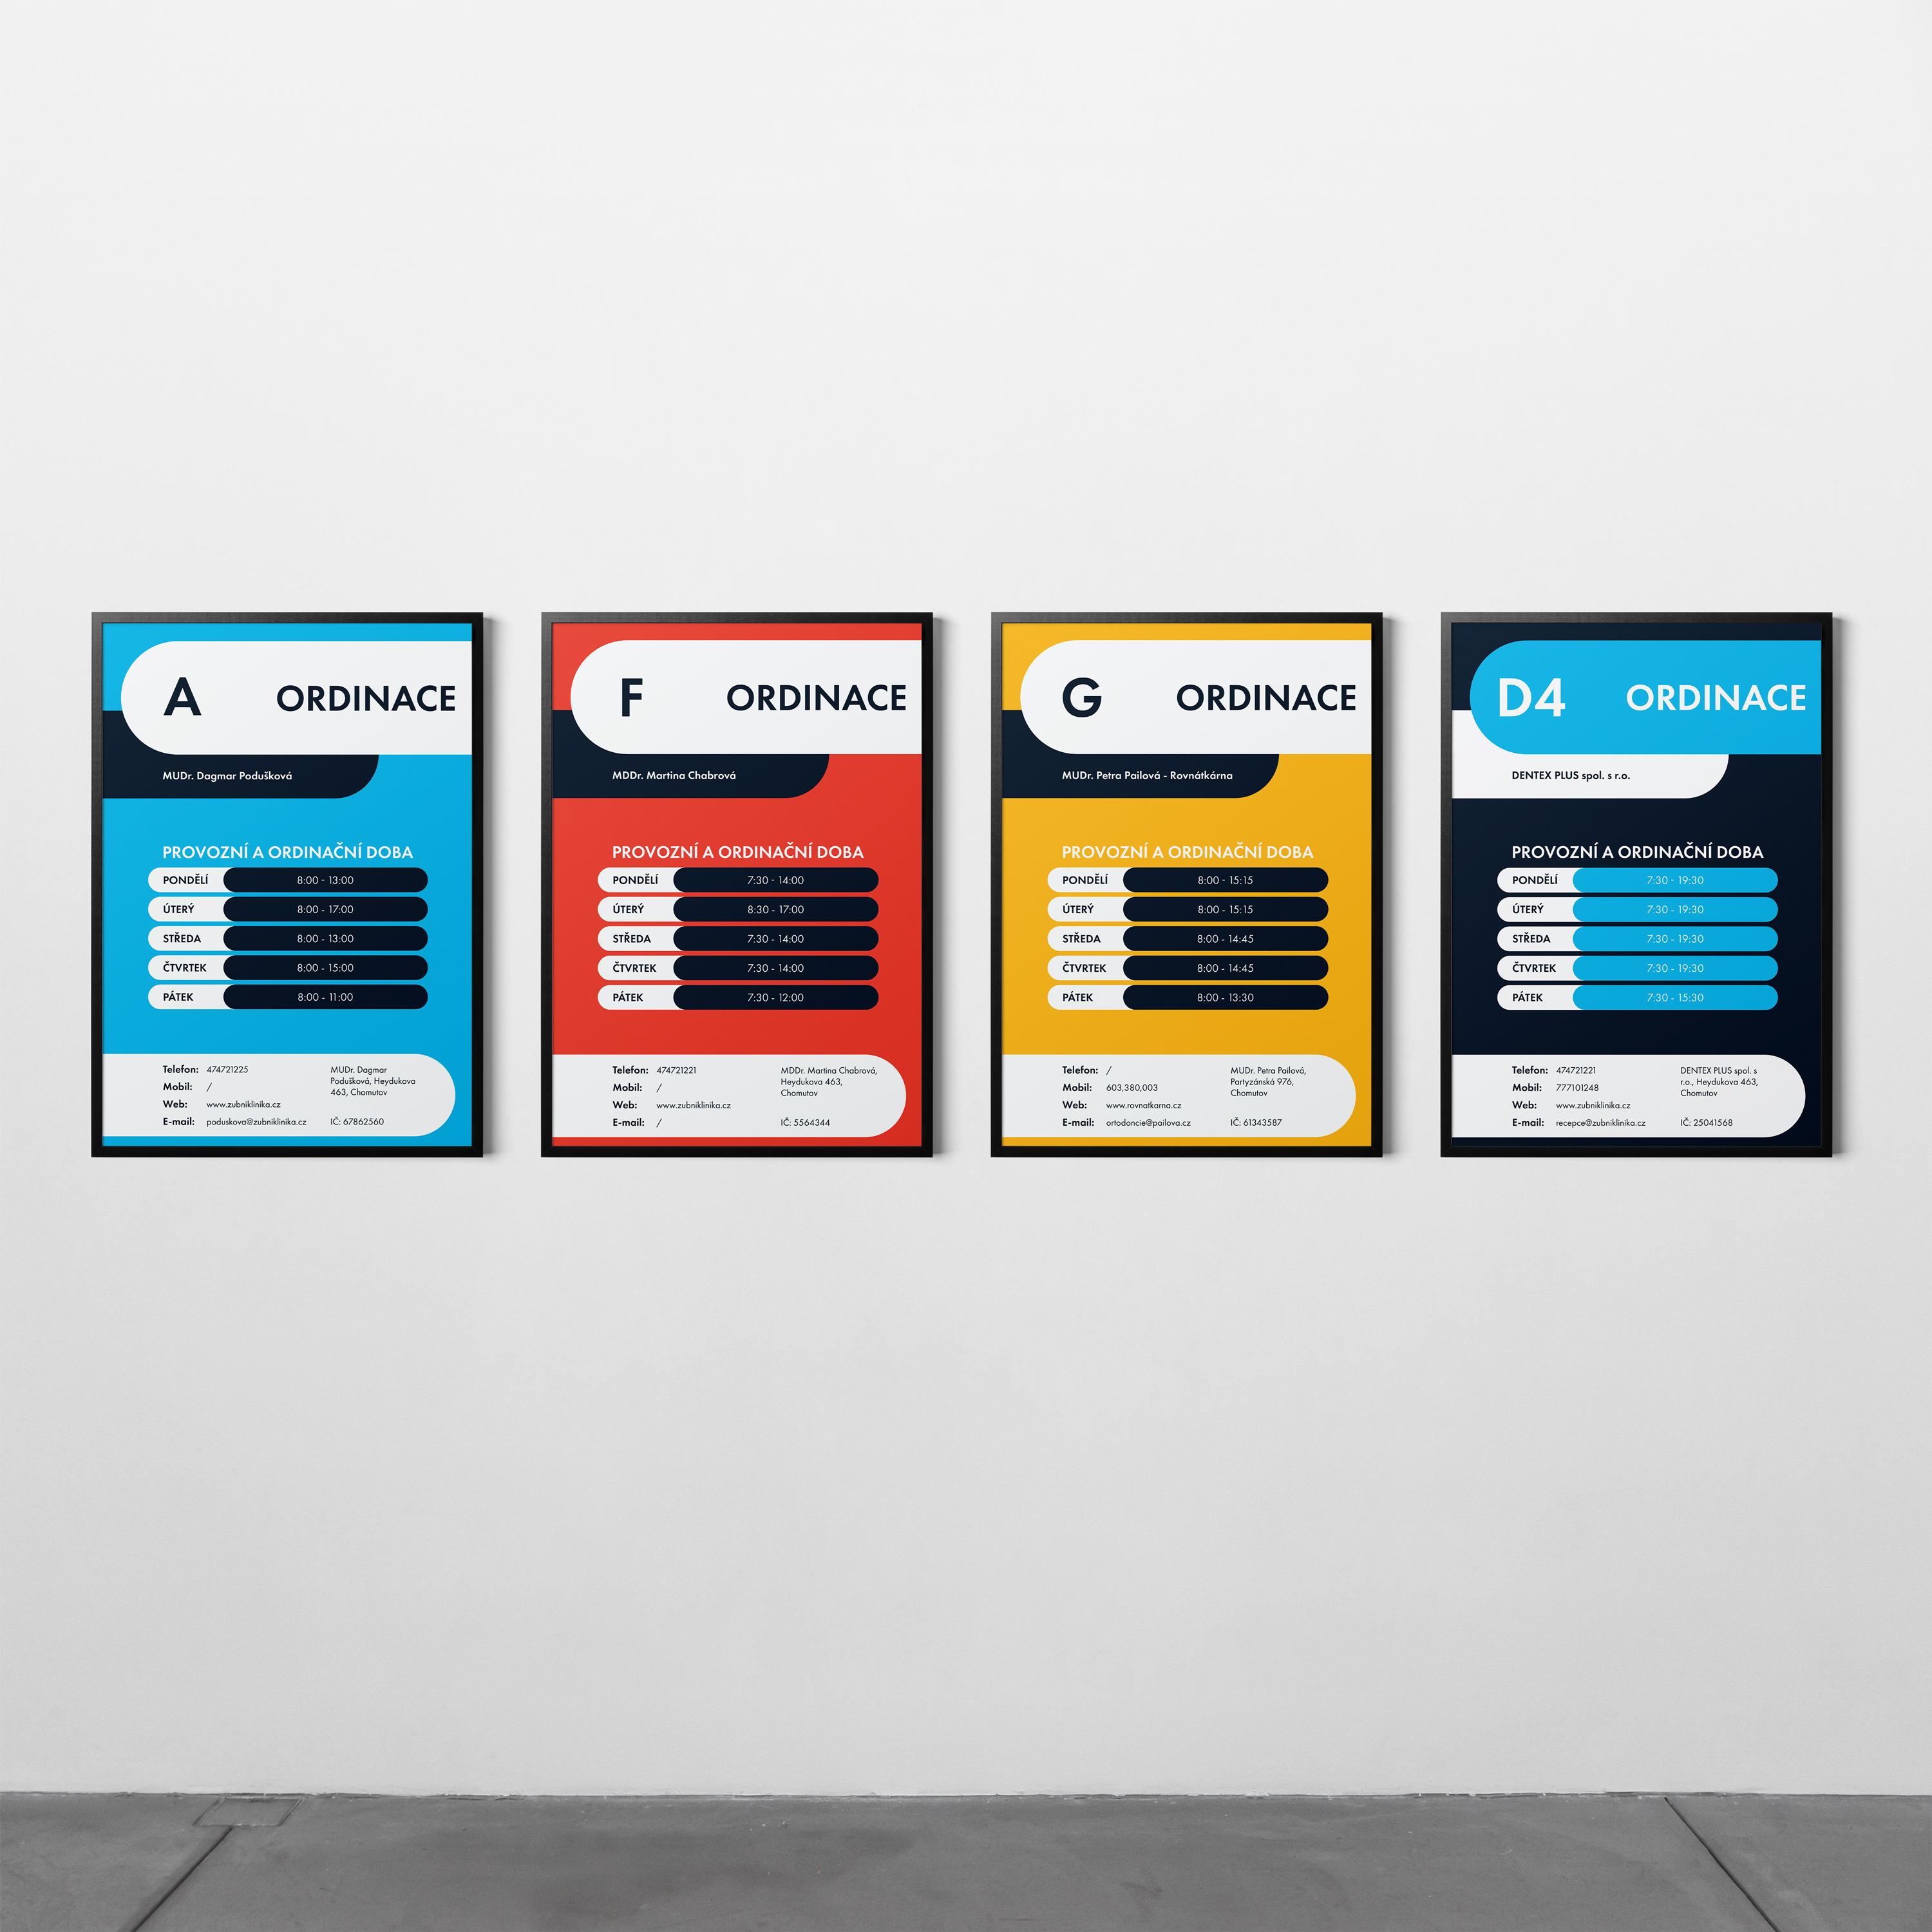 A ORDINACE
MUDr. Dagmar Podušková
PROVOZNÍ A ORDINAČNÍ DOBA
PONDĚLÍ 8:00 - 13:00
ÚTERÝ 8:00 - 17:00
STŘEDA 8:00 - 13:00
ČTVRTEK 8:00 - 15:00
PÁTEK 8:00 - 11:00
Telefon: 474721225
Mobil: /
Web: www.zubniklinika.cz
E-mail: poduskova@zubniklinika.cz
MUDr. Dagmar
Podušková, Heydukova
463, Chomutov
IČ: 67862560
F ORDINACE
MDDr. Martina Chabrová
PROVOZNÍ A ORDINAČNÍ DOBA
PONDĚLÍ 7:30 - 14:00
ÚTERÝ 8:30 - 17:00
STŘEDA 7:30 - 14:00
ČTVRTEK 7:30 - 14:00
PÁTEK 7:30 - 12:00
Telefon: 474721221
Mobil: /
Web: www.zubniklinika.cz
E-mail: /
MDDr. Martina Chabrová,
Heydukova 463,
Chomutov
IČ: 5564344
G ORDINACE
MUDr. Petra Pailová - Rovnátkárna
PROVOZNÍ A ORDINAČNÍ DOBA
PONDĚLÍ 8:00 - 15:15
ÚTERÝ 8:00 - 15:15
STŘEDA 8:00 - 14:45
ČTVRTEK 8:00 - 14:45
PÁTEK 8:00 - 13:30
Telefon: /
Mobil: 603,380,003
Web: www.rovnatkarna.cz
E-mail: ortodoncie@pailova.cz
MUDr. Petra Pailová,
Partyzánská 976,
Chomutov
IČ: 61343587
D4 ORDINACE
DENTEX PLUS spol. s r.o.
PROVOZNÍ A ORDINAČNÍ DOBA
PONDĚLÍ 7:30 - 19:30
ÚTERÝ 7:30 - 19:30
STŘEDA 7:30 - 19:30
ČTVRTEK 7:30 - 19:30
PÁTEK 7:30 - 15:30
Telefon: 474721221
Mobil: 777101248
Web: www.zubniklinika.cz
E-mail: recepce@zubniklinika.cz
DENTEX PLUS spol. s
r.o., Heydukova 463,
Chomutov
IČ: 25041568